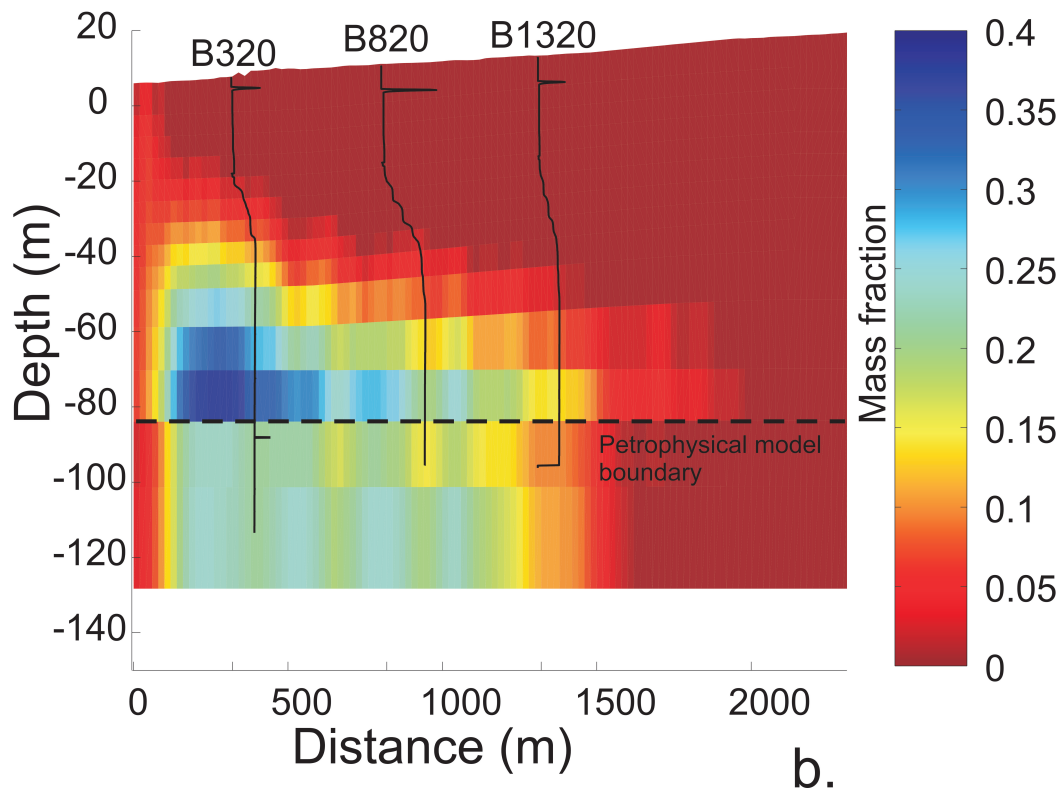 20
0
-20
-40
-60
-80
-100
-120
-140
Depth (m)
B320
B820
B1320
Petrophysical model
boundary
0
500
1000
1500
2000
Distance (m)
b.
Mass fraction
0.4
0.35
0.3
0.25
0.2
0.15
0.1
0.05
0